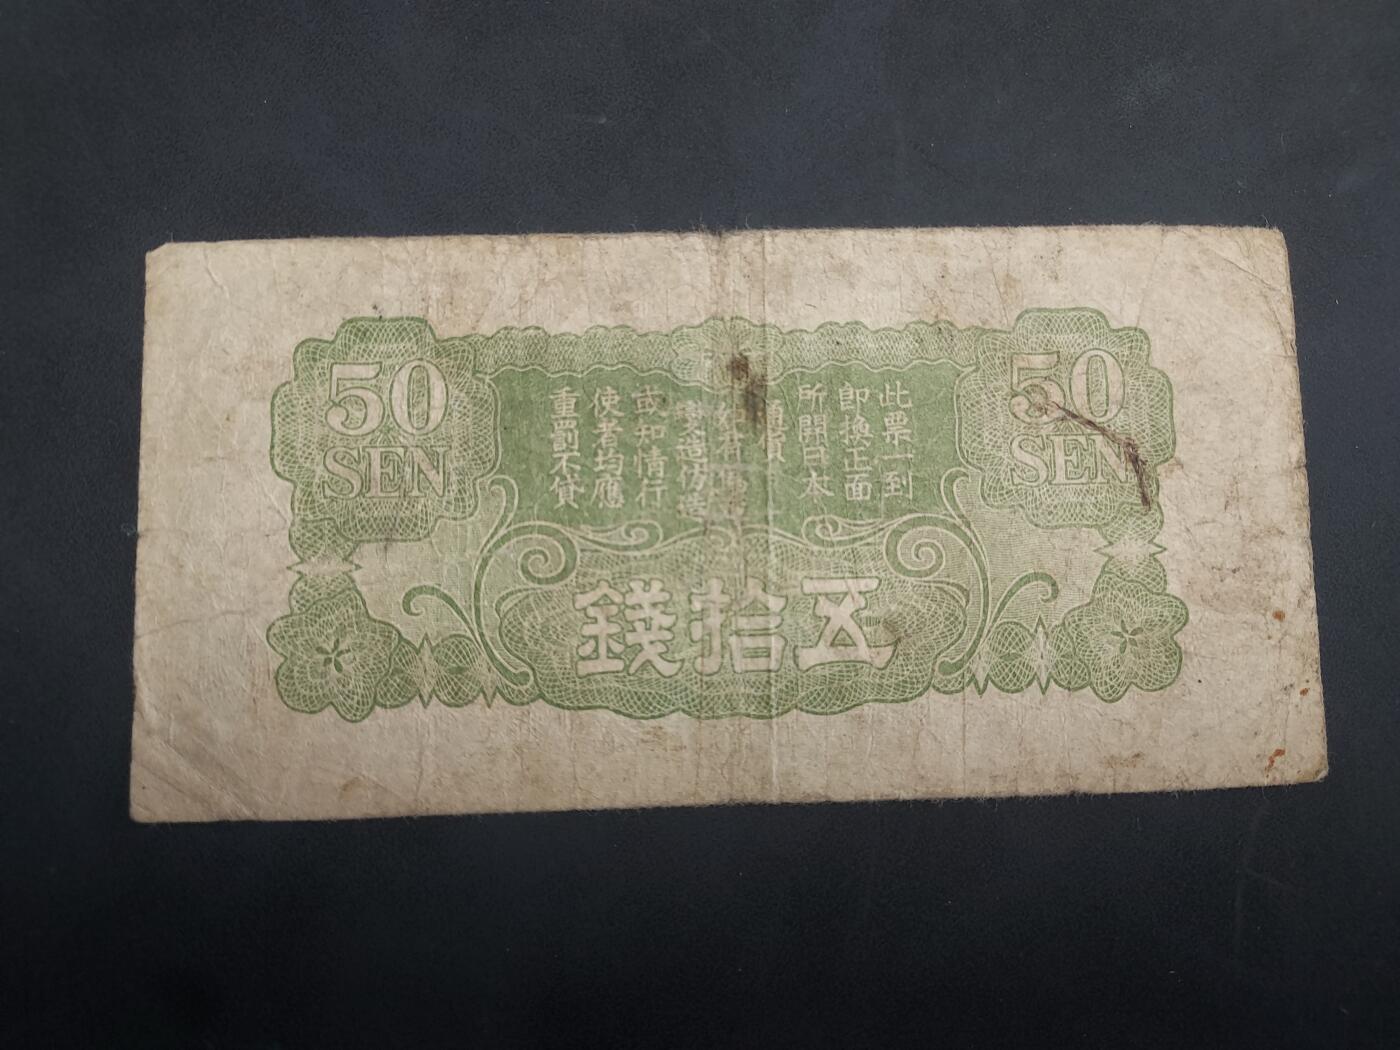 50
SEN
50
SEN
此票一到
即換正面
所開日本
通貨
如有偽造
變造仿造
或知情行
使者均應
重罰不貸
五拾錢